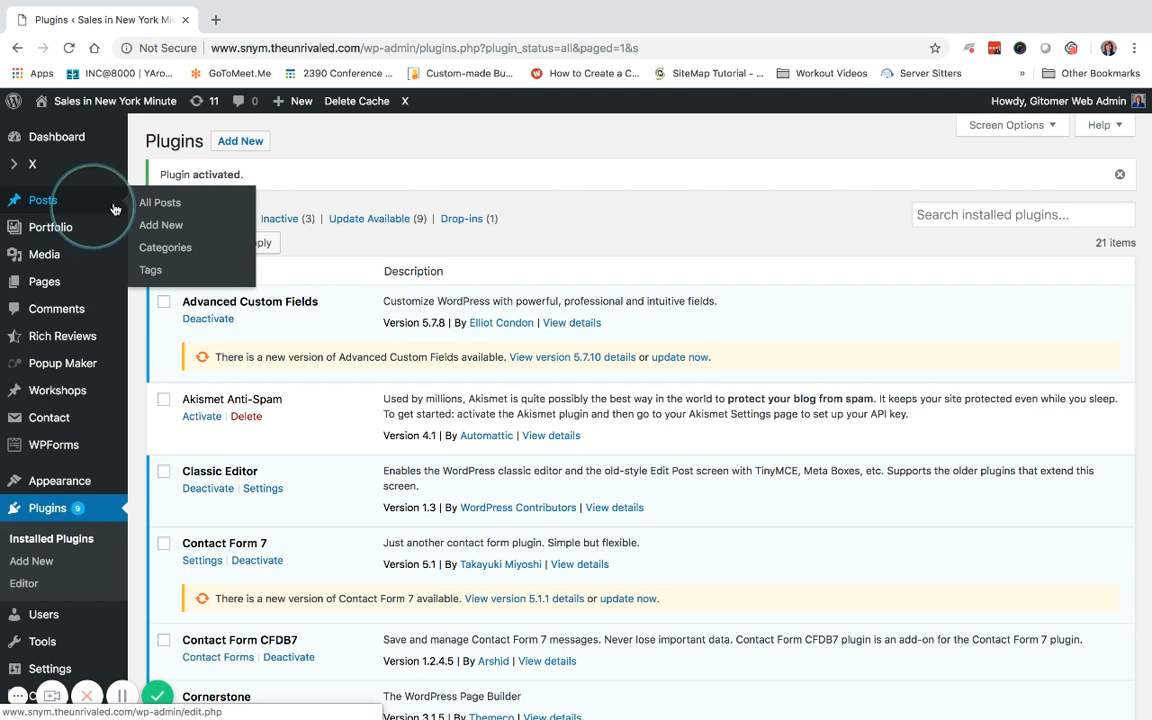 Plugins ‹ Sales in New York Mi
Not Secure www.snym.theunrivaled.com/wp-admin/plugins.php?plugin_status=all&paged=1&s
Apps INC@8000 | YAro... GoToMeet.Me 2390 Conference ... Custom-made Bu... How to Create a C... SiteMap Tutorial - ... Workout Videos Server Sitters » Other Bookmarks
Sales in New York Minute 11 0 New Delete Cache X Howdy, Gitomer Web Admin
Screen Options Help
Dashboard
X
Posts
Portfolio
Media
Pages
Comments
Rich Reviews
Popup Maker
Workshops
Contact
WPForms
Appearance
Plugins 9
Installed Plugins
Add New
Editor
Users
Tools
Settings
All Posts
Add New
Categories
Tags
Plugins Add New
Plugin activated.
Inactive (3) | Update Available (9) | Drop-ins (1)
Search installed plugins...
21 items
Description
Advanced Custom Fields
Deactivate
Customize WordPress with powerful, professional and intuitive fields.
Version 5.7.8 | By Elliot Condon | View details
There is a new version of Advanced Custom Fields available. View version 5.7.10 details or update now.
Akismet Anti-Spam
Activate | Delete
Used by millions, Akismet is quite possibly the best way in the world to protect your blog from spam. It keeps your site protected even while you sleep.
To get started: activate the Akismet plugin and then go to your Akismet Settings page to set up your API key.
Version 4.1 | By Automattic | View details
Classic Editor
Deactivate | Settings
Enables the WordPress classic editor and the old-style Edit Post screen with TinyMCE, Meta Boxes, etc. Supports the older plugins that extend this
screen.
Version 1.3 | By WordPress Contributors | View details
Contact Form 7
Settings | Deactivate
Just another contact form plugin. Simple but flexible.
Version 5.1 | By Takayuki Miyoshi | View details
There is a new version of Contact Form 7 available. View version 5.1.1 details or update now.
Contact Form CFDB7
Contact Forms | Deactivate
Save and manage Contact Form 7 messages. Never lose important data. Contact Form CFDB7 plugin is an add-on for the Contact Form 7 plugin.
Version 1.2.4.5 | By Arshid | View details
Cornerstone
The WordPress Page Builder
Version 3.1.5 | By Themeco | View details
www.snym.theunrivaled.com/wp-admin/edit.php